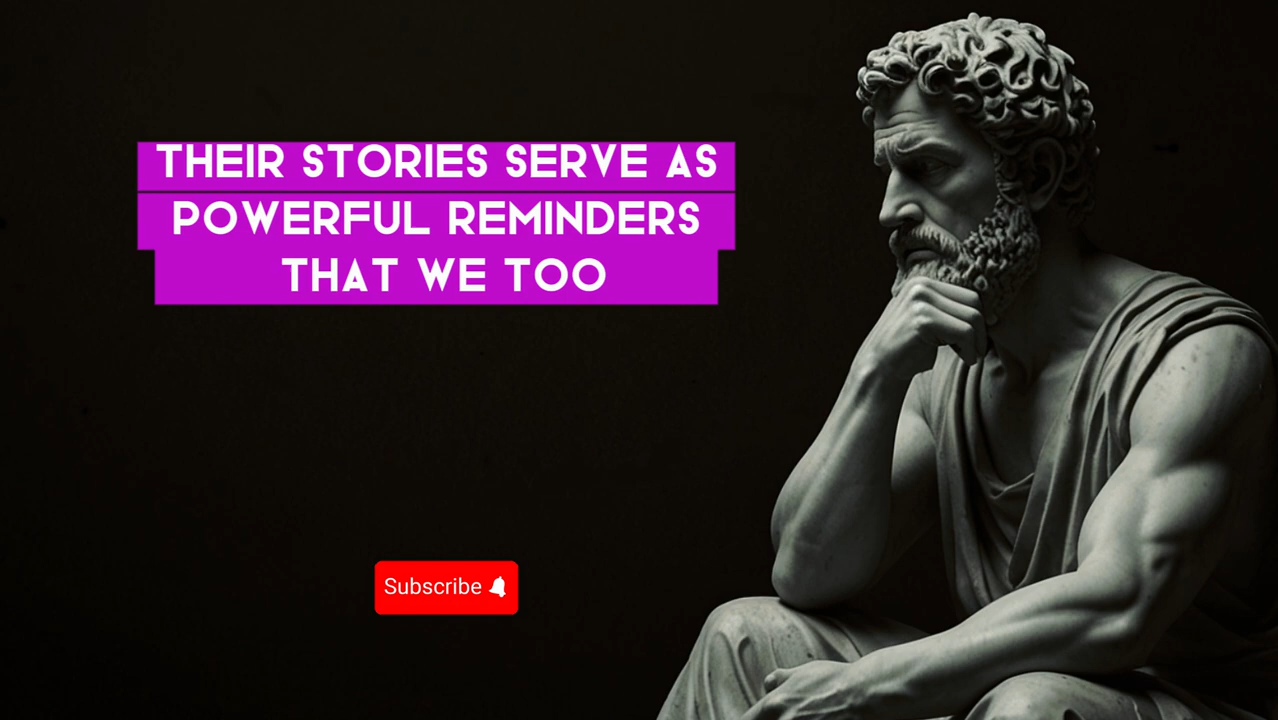 THEIR STORIES SERVE AS
POWERFUL REMINDERS
THAT WE TOO
Subscribe